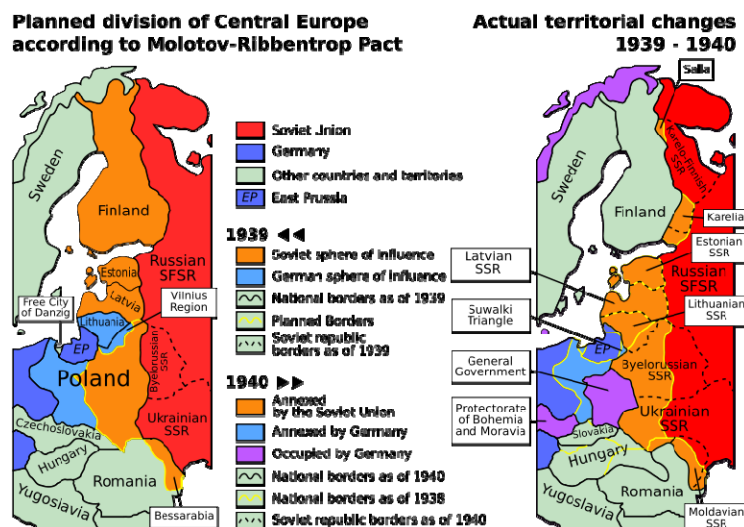 Planned division of Central Europe
according to Molotov-Ribbentrop Pact
Sweden
Finland
Estonia
Latvia
Lithuania
EP
Poland
Free City
of Danzig
Vilnius
Region
Russian
SFSR
Byelorussian
SSR
Ukrainian
SSR
Czechoslovakia
Hungary
Romania
Yugoslavia
Bessarabia
Soviet Union
Germany
Other countries and territories
EP East Prussia
1939 ◀◀
Soviet sphere of influence
German sphere of influence
National borders as of 1939
Planned Borders
Soviet republic
borders as of 1939
1940 ▶▶
Annexed
by the Soviet Union
Annexed by Germany
Occupied by Germany
National borders as of 1940
National borders as of 1938
Soviet republic borders as of 1940
Actual territorial changes
1939 - 1940
Salla
Karelo-Finnish
SSR
Sweden
Finland
Karelia
Estonian
SSR
Latvian
SSR
Russian
SFSR
Suwalki
Triangle
Lithuanian
SSR
EP
General
Government
Byelorussian
SSR
Protectorate
of Bohemia
and Moravia
Ukrainian
SSR
Slovakia
Hungary
Romania
Yugoslavia
Moldavian
SSR